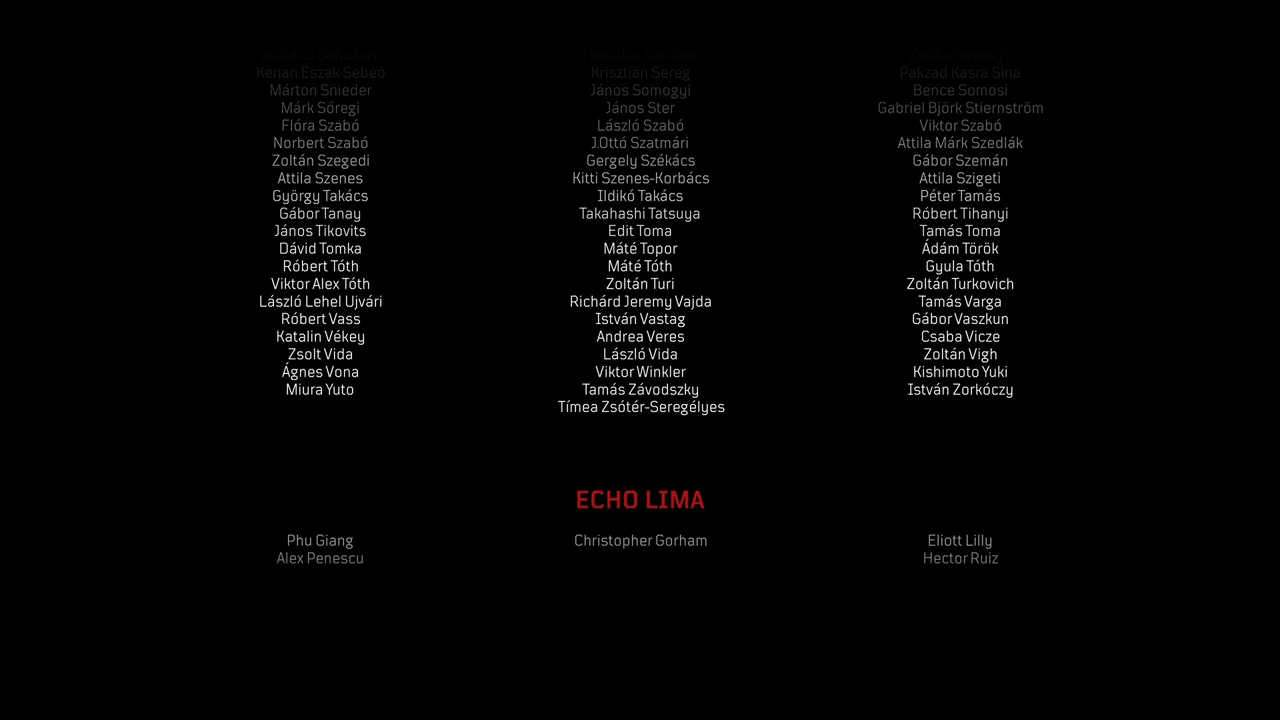 Giuliano Salvatore Hamidov Sarkhan
Kenan Eszak Sebeó Krisztián Sereg Pakzad Kasra Sina
Márton Snieder János Somogyi Bence Somosi
Márk Sőregi János Ster Gabriel Björk Stiernström
Flóra Szabó László Szabó Viktor Szabó
Norbert Szabó J.Ottó Szatmári Attila Márk Szedlák
Zoltán Szegedi Gergely Székács Gábor Szemán
Attila Szenes Kitti Szenes-Korbács Attila Szigeti
György Takács Ildikó Takács Péter Tamás
Gábor Tanay Takahashi Tatsuya Róbert Tihanyi
János Tikovits Edit Toma Tamás Toma
Dávid Tomka Máté Topor Ádám Török
Róbert Tóth Máté Tóth Gyula Tóth
Viktor Alex Tóth Zoltán Turi Zoltán Turkovich
László Lehel Ujvári Richárd Jeremy Vajda Tamás Varga
Róbert Vass István Vastag Gábor Vaszkun
Katalin Vékey Andrea Veres Csaba Vicze
Zsolt Vida László Vida Zoltán Vigh
Ágnes Vona Viktor Winkler Kishimoto Yuki
Miura Yuto Tamás Závodszky István Zorkóczy
Tímea Zsótér-Seregélyes
ECHO LIMA
Phu Giang Christopher Gorham Eliott Lilly
Alex Penescu Hector Ruiz